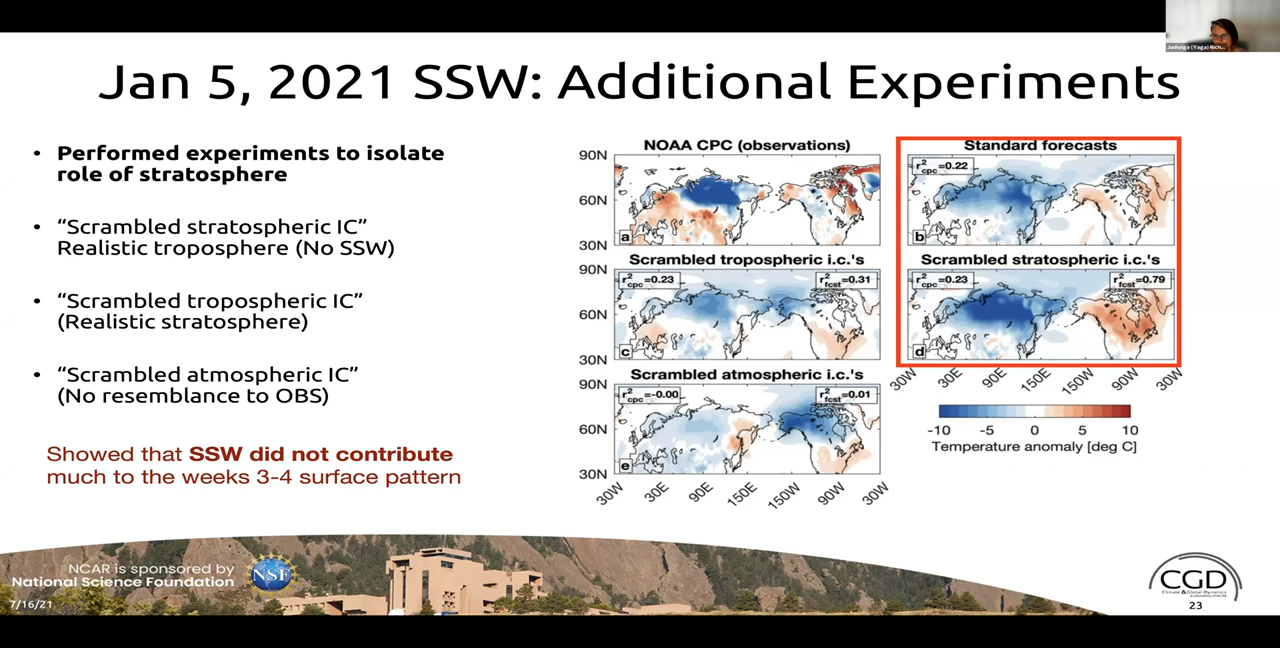 Jadwiga (Yaga) Rich...
Jan 5, 2021 SSW: Additional Experiments
• Performed experiments to isolate
role of stratosphere
• “Scrambled stratospheric IC”
Realistic troposphere (No SSW)
• “Scrambled tropospheric IC”
(Realistic stratosphere)
• “Scrambled atmospheric IC”
(No resemblance to OBS)
Showed that SSW did not contribute
much to the weeks 3-4 surface pattern
NOAA CPC (observations)
90N
60N
30N
a
Standard forecasts
r²cpc=0.22
b
Scrambled tropospheric i.c.'s
90N
60N
30N
r²cpc=0.23
r²fcst=0.31
c
Scrambled stratospheric i.c.'s
r²cpc=0.23
r²fcst=0.79
d
30W 30E 90E 150E 150W 90W 30W
Scrambled atmospheric i.c.'s
90N
60N
30N
r²cpc=-0.00
r²fcst=0.01
e
30W 30E 90E 150E 150W 90W 30W
-10 -5 0 5 10
Temperature anomaly [deg C]
NCAR is sponsored by
National Science Foundation
NSF
7/16/21
CGD
Climate & Global Dynamics
23